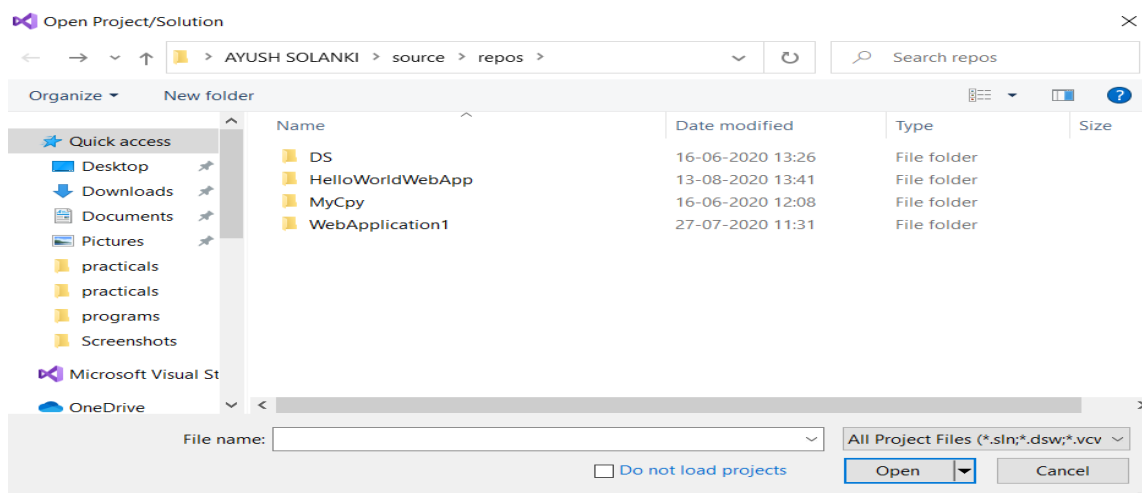 Open Project/Solution
AYUSH SOLANKI > source > repos >
Search repos
Organize
New folder
Name
Date modified
Type
Size
Quick access
Desktop
Downloads
Documents
Pictures
practicals
practicals
programs
Screenshots
Microsoft Visual St
OneDrive
DS 16-06-2020 13:26 File folder
HelloWorldWebApp 13-08-2020 13:41 File folder
MyCpy 16-06-2020 12:08 File folder
WebApplication1 27-07-2020 11:31 File folder
File name:
All Project Files (*.sln;*.dsw;*.vcv
Do not load projects
Open
Cancel